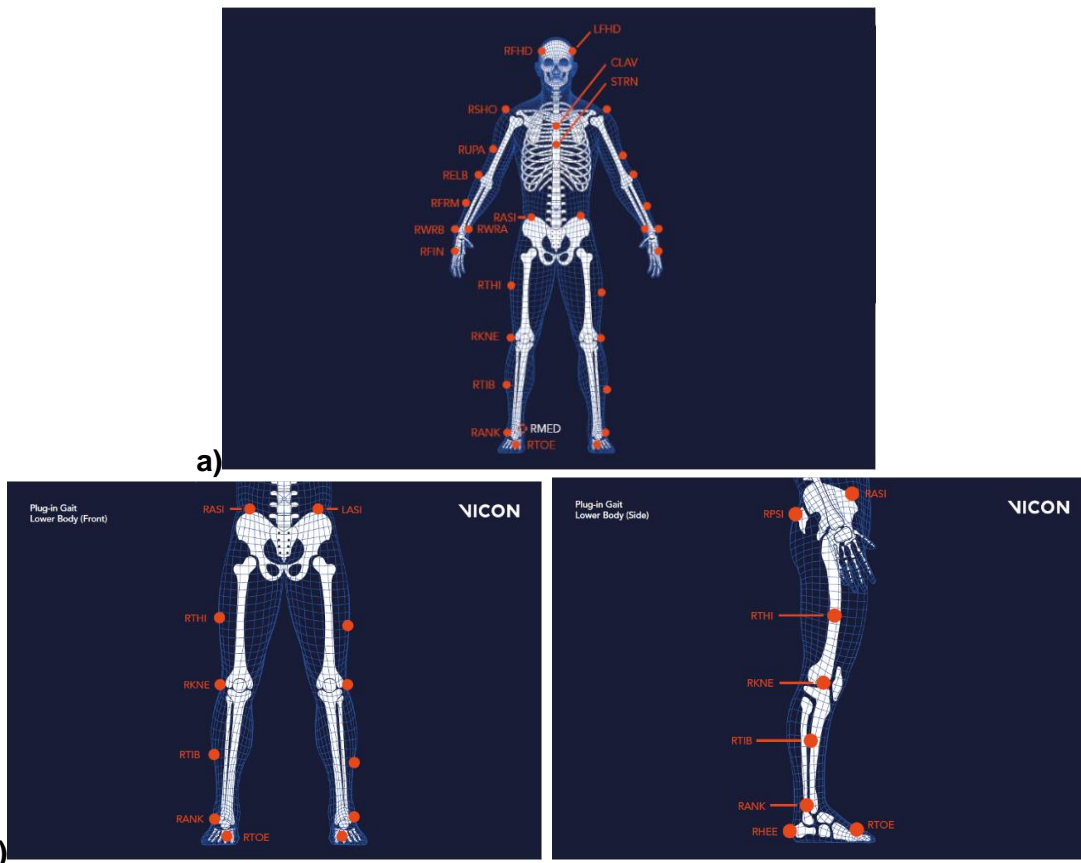 LFHD
RFHD
CLAV
STRN
RSHO
RUPA
RELB
RFRM
RASI
RWRB RWRA
RFIN
RTHI
RKNE
RTIB
RMED
RANK
RTOE
a)
Plug-in Gait
Lower Body (Front)
RASI LASI
VICON
RTHI
RKNE
RTIB
RANK
RTOE
)
Plug-in Gait
Lower Body (Side)
RASI
VICON
RPSI
RTHI
RKNE
RTIB
RANK
RHEE
RTOE